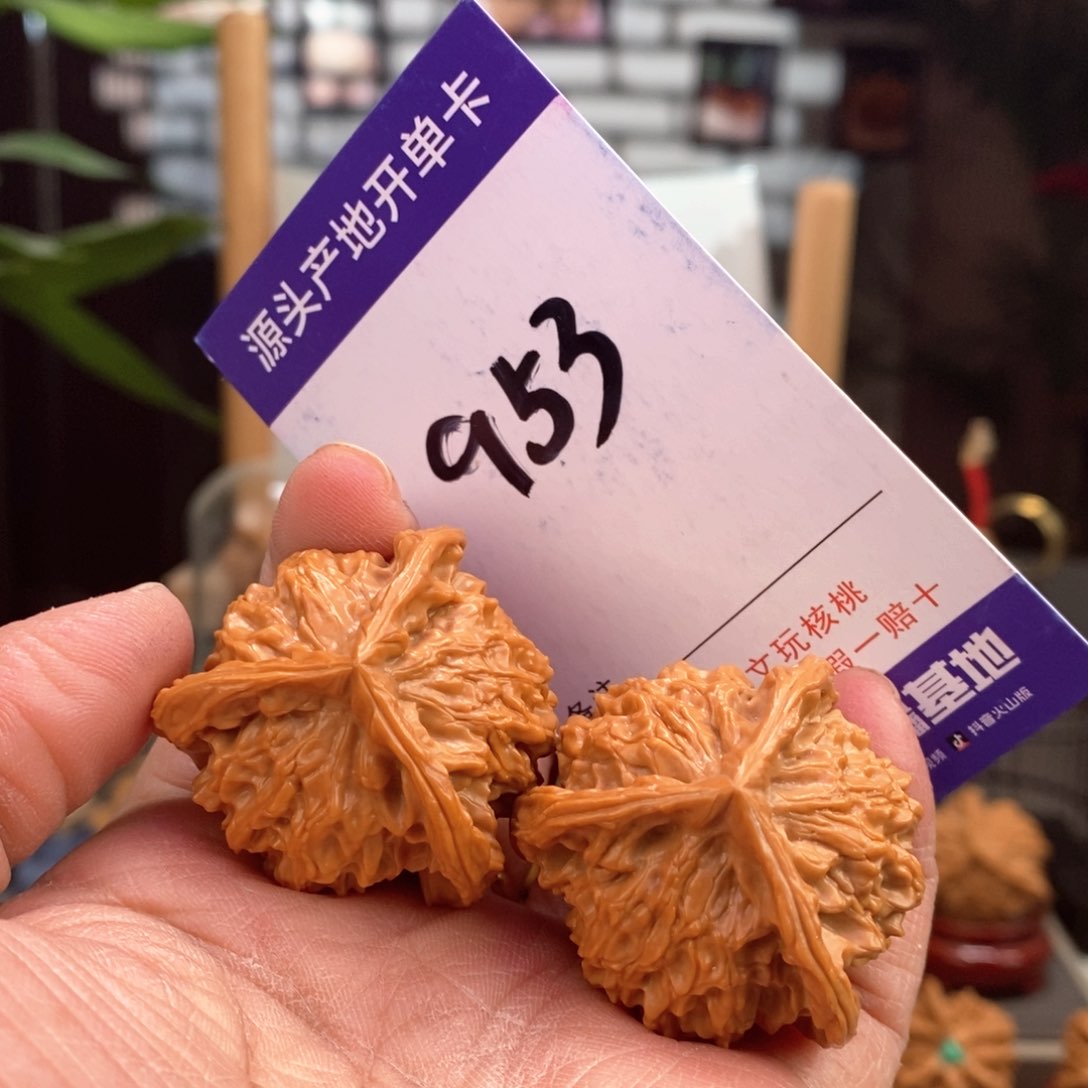 源头产地开单卡
953
文玩核桃
假一赔十
基地
抖音火山版